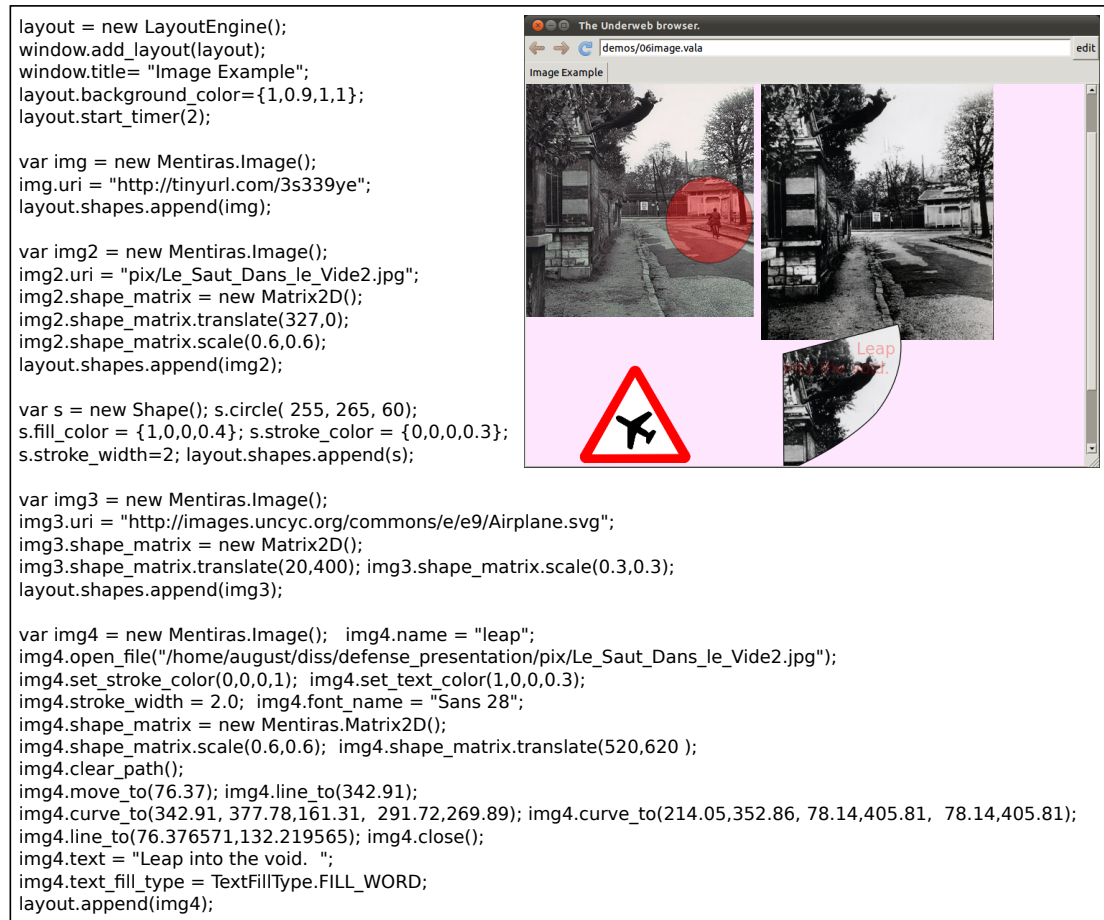 layout = new LayoutEngine();
window.add_layout(layout);
window.title= "Image Example";
layout.background_color={1,0.9,1,1};
layout.start_timer(2);

var img = new Mentiras.Image();
img.uri = "http://tinyurl.com/3s339ye";
layout.shapes.append(img);

var img2 = new Mentiras.Image();
img2.uri = "pix/Le_Saut_Dans_le_Vide2.jpg";
img2.shape_matrix = new Matrix2D();
img2.shape_matrix.translate(327,0);
img2.shape_matrix.scale(0.6,0.6);
layout.shapes.append(img2);

var s = new Shape(); s.circle( 255, 265, 60);
s.fill_color = {1,0,0,0.4}; s.stroke_color = {0,0,0,0.3};
s.stroke_width=2; layout.shapes.append(s);

var img3 = new Mentiras.Image();
img3.uri = "http://images.uncyc.org/commons/e/e9/Airplane.svg";
img3.shape_matrix = new Matrix2D();
img3.shape_matrix.translate(20,400); img3.shape_matrix.scale(0.3,0.3);
layout.shapes.append(img3);

var img4 = new Mentiras.Image();   img4.name = "leap";
img4.open_file("/home/august/diss/defense_presentation/pix/Le_Saut_Dans_le_Vide2.jpg");
img4.set_stroke_color(0,0,0,1);  img4.set_text_color(1,0,0,0.3);
img4.stroke_width = 2.0;  img4.font_name = "Sans 28";
img4.shape_matrix = new Mentiras.Matrix2D();
img4.shape_matrix.scale(0.6,0.6);  img4.shape_matrix.translate(520,620 );
img4.clear_path();
img4.move_to(76.37); img4.line_to(342.91);
img4.curve_to(342.91, 377.78,161.31,  291.72,269.89); img4.curve_to(214.05,352.86, 78.14,405.81,  78.14,405.81);
img4.line_to(76.376571,132.219565); img4.close();
img4.text = "Leap into the void.  ";
img4.text_fill_type = TextFillType.FILL_WORD;
layout.append(img4);

The Underweb browser.
demos/06image.vala
edit
Image Example
Leap
into the void.